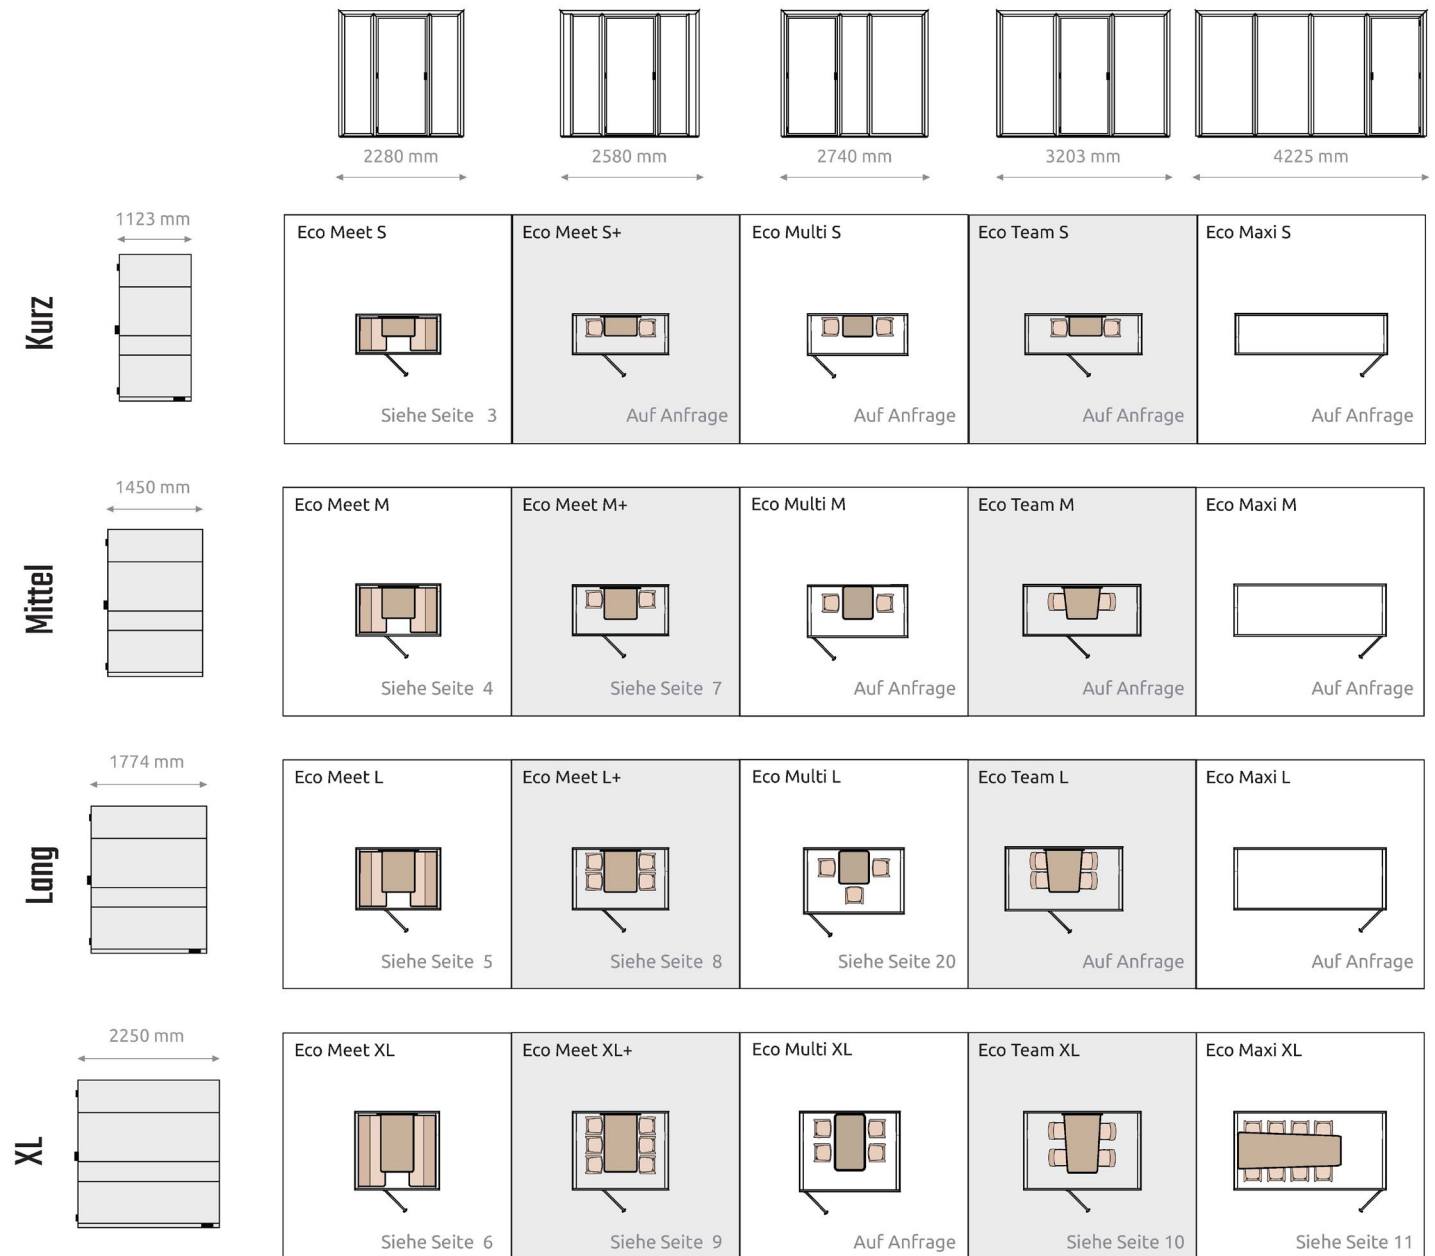 2280 mm
2580 mm
2740 mm
3203 mm
4225 mm
Kurz
1123 mm
Eco Meet S
Siehe Seite 3
Eco Meet S+
Auf Anfrage
Eco Multi S
Auf Anfrage
Eco Team S
Auf Anfrage
Eco Maxi S
Auf Anfrage
Mittel
1450 mm
Eco Meet M
Siehe Seite 4
Eco Meet M+
Siehe Seite 7
Eco Multi M
Auf Anfrage
Eco Team M
Auf Anfrage
Eco Maxi M
Auf Anfrage
Lang
1774 mm
Eco Meet L
Siehe Seite 5
Eco Meet L+
Siehe Seite 8
Eco Multi L
Siehe Seite 20
Eco Team L
Auf Anfrage
Eco Maxi L
Auf Anfrage
XL
2250 mm
Eco Meet XL
Siehe Seite 6
Eco Meet XL+
Siehe Seite 9
Eco Multi XL
Auf Anfrage
Eco Team XL
Siehe Seite 10
Eco Maxi XL
Siehe Seite 11